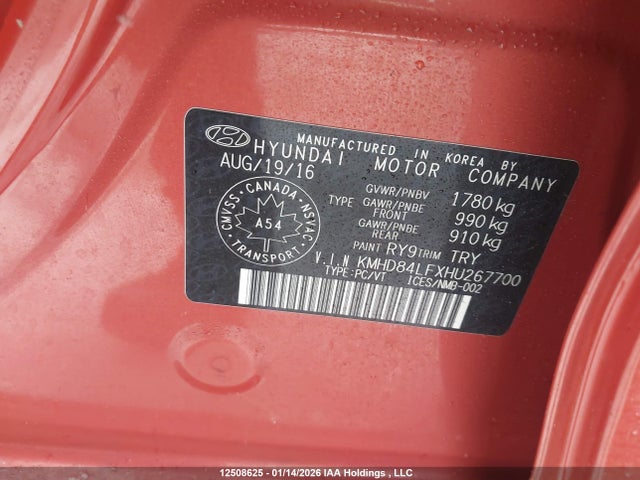 MANUFACTURED IN KOREA BY
HYUNDAI MOTOR COMPANY
AUG/19/16
GVWR/PNBV 1780 kg
TYPE GAWR/PNBE FRONT 990 kg
GAWR/PNBE REAR 910 kg
PAINT RY9 TRIM TRY
V.I.N KMHD84LFXHU267700
TYPE:PC/VT ICES/NMB-002
CMVSS · CANADA · NSVAC
A54
TRANSPORT
12508625 - 01/14/2026 IAA Holdings , LLC